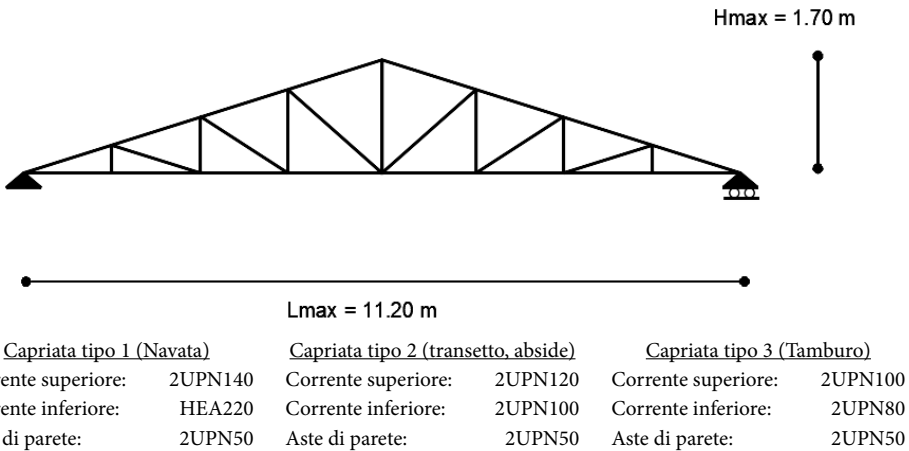 Hmax = 1.70 m
Lmax = 11.20 m
Capriata tipo 1 (Navata) Capriata tipo 2 (transetto, abside) Capriata tipo 3 (Tamburo)
rente superiore: 2UPN140 Corrente superiore: 2UPN120 Corrente superiore: 2UPN100
rente inferiore: HEA220 Corrente inferiore: 2UPN100 Corrente inferiore: 2UPN80
di parete: 2UPN50 Aste di parete: 2UPN50 Aste di parete: 2UPN50